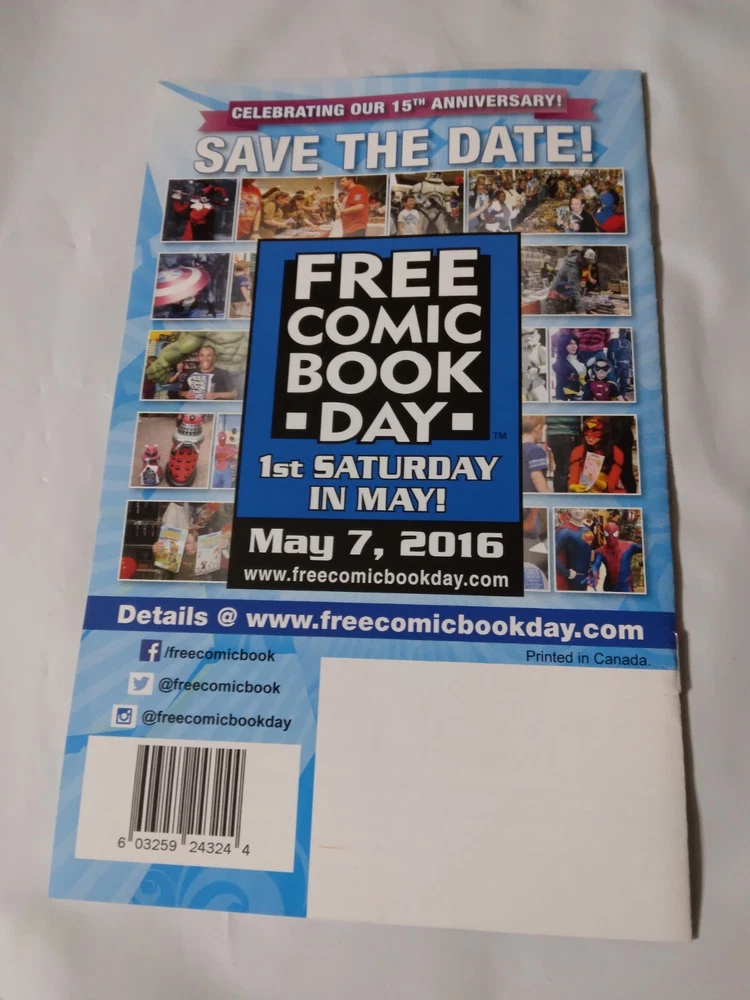 CELEBRATING OUR 15TH ANNIVERSARY!
SAVE THE DATE!
FREE
COMIC
BOOK
DAY
TM
1st SATURDAY
IN MAY!
May 7, 2016
www.freecomicbookday.com
Details @ www.freecomicbookday.com
Printed in Canada.
/freecomicbook
@freecomicbook
@freecomicbookday
6 03259 24324 4